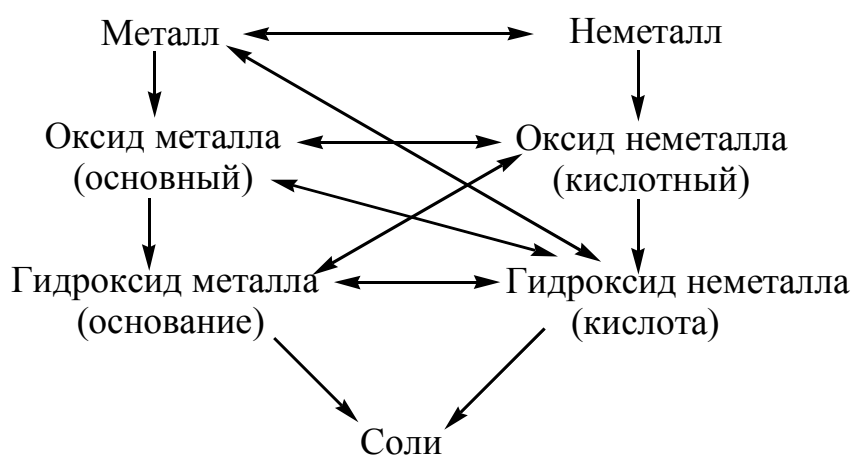 Металл
Неметалл
Оксид металла
(основный)
Оксид неметалла
(кислотный)
Гидроксид металла
(основание)
Гидроксид неметалла
(кислота)
Соли